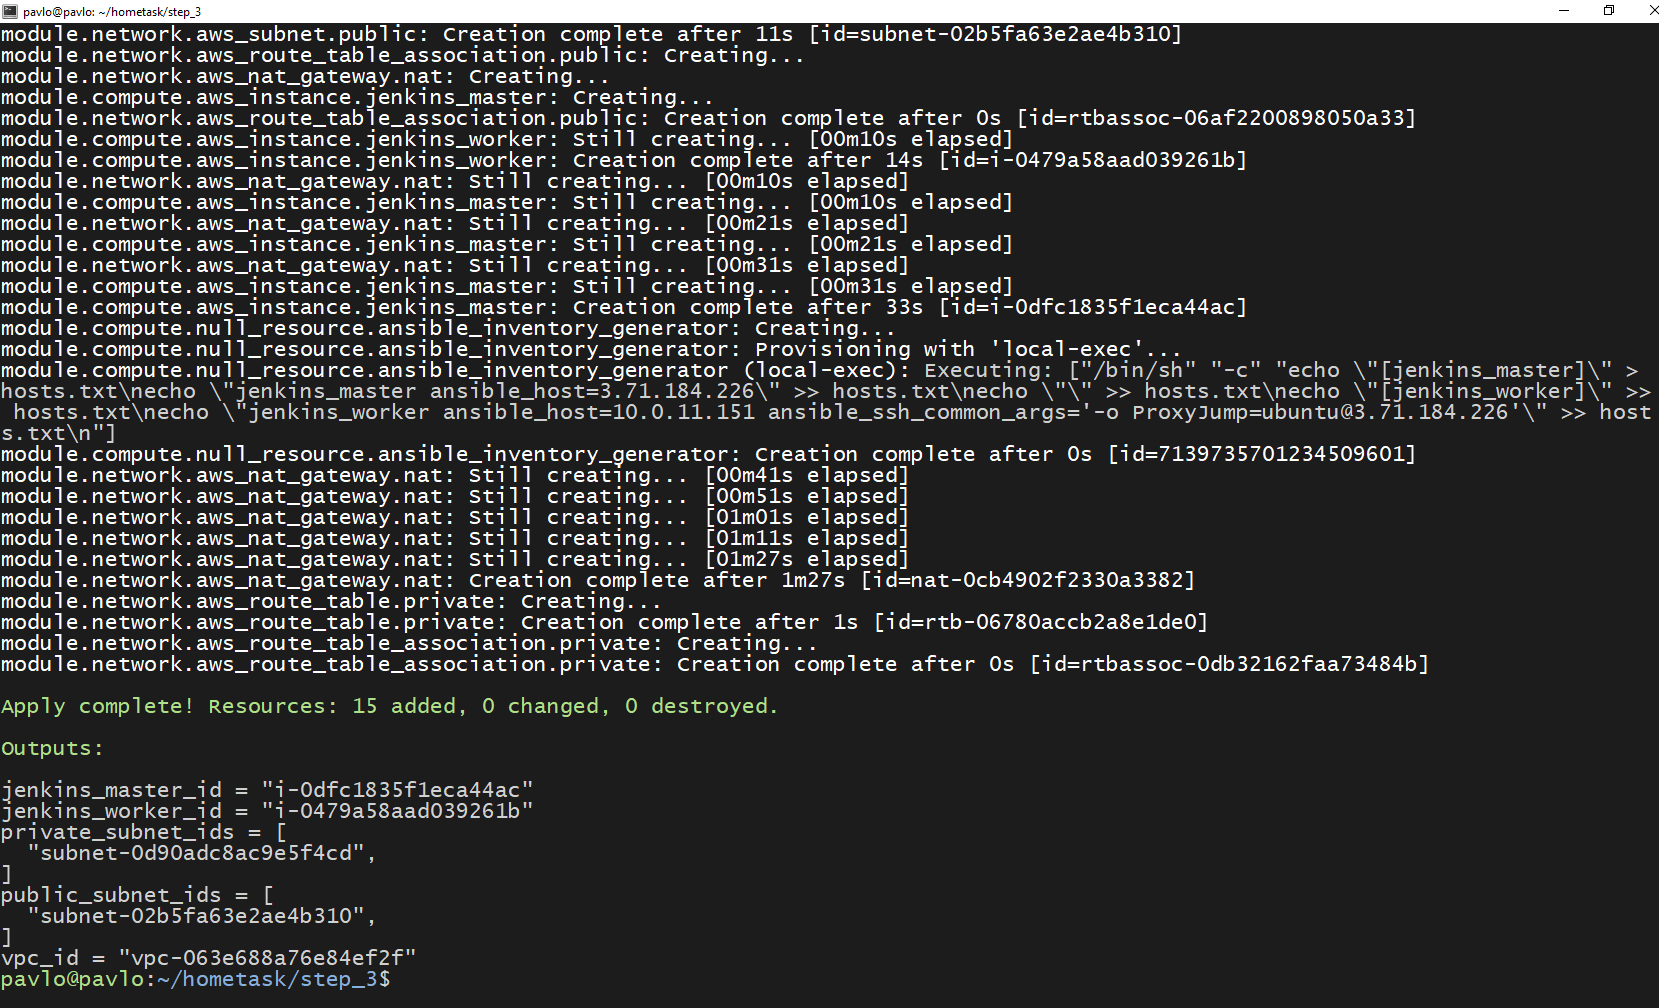 pavlo@pavlo: ~/hometask/step_3
module.network.aws_subnet.public: Creation complete after 11s [id=subnet-02b5fa63e2ae4b310]
module.network.aws_route_table_association.public: Creating...
module.network.aws_nat_gateway.nat: Creating...
module.compute.aws_instance.jenkins_master: Creating...
module.network.aws_route_table_association.public: Creation complete after 0s [id=rtbassoc-06af2200898050a33]
module.compute.aws_instance.jenkins_worker: Still creating... [00m10s elapsed]
module.compute.aws_instance.jenkins_worker: Creation complete after 14s [id=i-0479a58aad039261b]
module.network.aws_nat_gateway.nat: Still creating... [00m10s elapsed]
module.compute.aws_instance.jenkins_master: Still creating... [00m10s elapsed]
module.network.aws_nat_gateway.nat: Still creating... [00m21s elapsed]
module.compute.aws_instance.jenkins_master: Still creating... [00m21s elapsed]
module.network.aws_nat_gateway.nat: Still creating... [00m31s elapsed]
module.compute.aws_instance.jenkins_master: Still creating... [00m31s elapsed]
module.compute.aws_instance.jenkins_master: Creation complete after 33s [id=i-0dfc1835f1eca44ac]
module.compute.null_resource.ansible_inventory_generator: Creating...
module.compute.null_resource.ansible_inventory_generator: Provisioning with 'local-exec'...
module.compute.null_resource.ansible_inventory_generator (local-exec): Executing: ["/bin/sh" "-c" "echo \"[jenkins_master]\" >
hosts.txt\necho \"jenkins_master ansible_host=3.71.184.226\" >> hosts.txt\necho \"\" >> hosts.txt\necho \"[jenkins_worker]\" >>
 hosts.txt\necho \"jenkins_worker ansible_host=10.0.11.151 ansible_ssh_common_args='-o ProxyJump=ubuntu@3.71.184.226'\" >> host
s.txt\n"]
module.compute.null_resource.ansible_inventory_generator: Creation complete after 0s [id=7139735701234509601]
module.network.aws_nat_gateway.nat: Still creating... [00m41s elapsed]
module.network.aws_nat_gateway.nat: Still creating... [00m51s elapsed]
module.network.aws_nat_gateway.nat: Still creating... [01m01s elapsed]
module.network.aws_nat_gateway.nat: Still creating... [01m11s elapsed]
module.network.aws_nat_gateway.nat: Still creating... [01m27s elapsed]
module.network.aws_nat_gateway.nat: Creation complete after 1m27s [id=nat-0cb4902f2330a3382]
module.network.aws_route_table.private: Creating...
module.network.aws_route_table.private: Creation complete after 1s [id=rtb-06780accb2a8e1de0]
module.network.aws_route_table_association.private: Creating...
module.network.aws_route_table_association.private: Creation complete after 0s [id=rtbassoc-0db32162faa73484b]
Apply complete! Resources: 15 added, 0 changed, 0 destroyed.
Outputs:
jenkins_master_id = "i-0dfc1835f1eca44ac"
jenkins_worker_id = "i-0479a58aad039261b"
private_subnet_ids = [
  "subnet-0d90adc8ac9e5f4cd",
]
public_subnet_ids = [
  "subnet-02b5fa63e2ae4b310",
]
vpc_id = "vpc-063e688a76e84ef2f"
pavlo@pavlo:~/hometask/step_3$